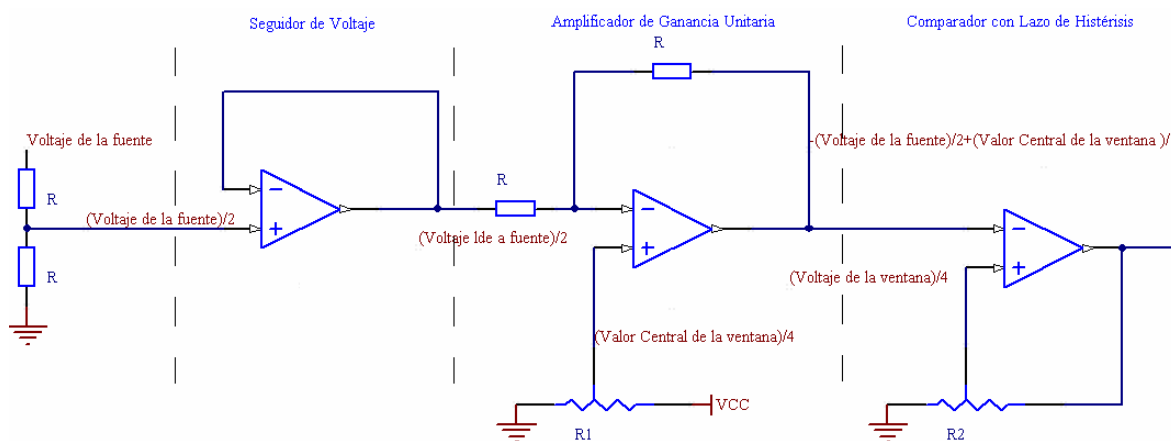 Seguidor de Voltaje
Amplificador de Ganancia Unitaria
Comparador con Lazo de Histérisis
R
Voltaje de la fuente
-(Voltaje de la fuente)/2+(Valor Central de la ventana )/
R
R
(Voltaje de la fuente)/2
(Voltaje lde a fuente)/2
R
(Voltaje de la ventana)/4
(Valor Central de la ventana)/4
VCC
R1
R2